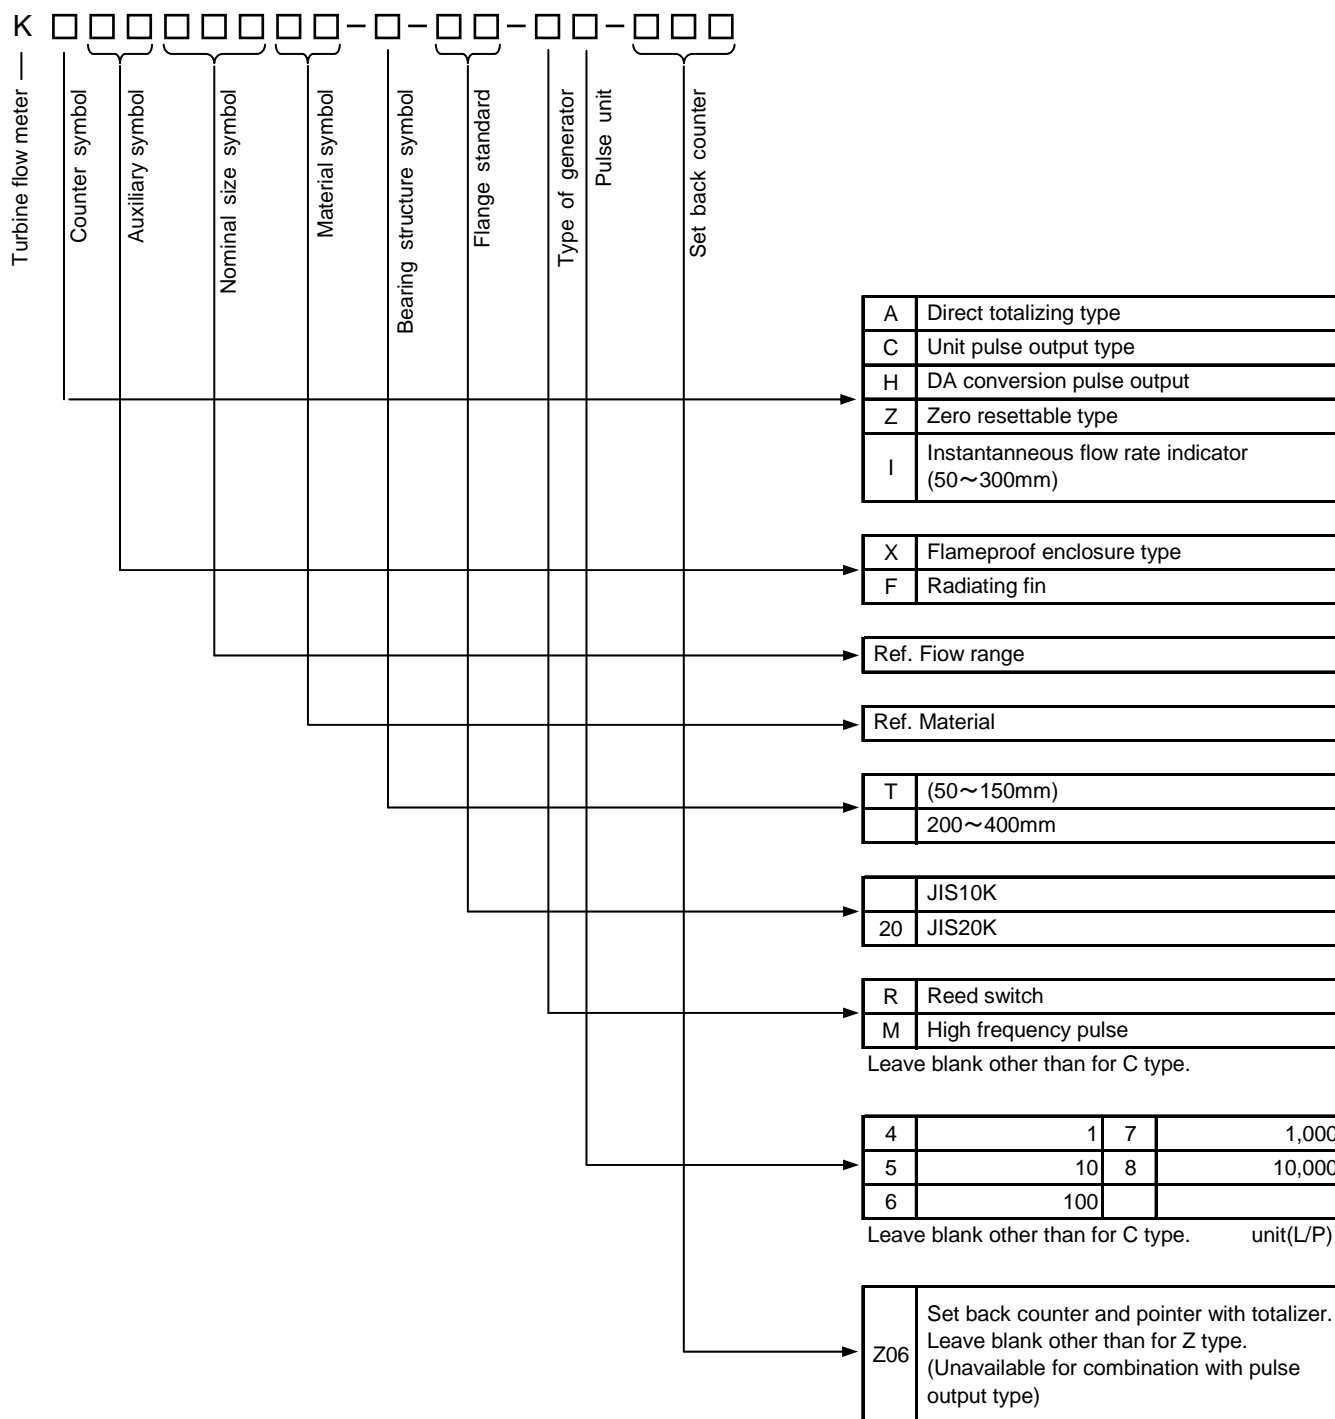 K □ □ □ □ □ □ □ □ – □ – □ □ – □ □ – □ □ □
Turbine flow meter
Counter symbol
Auxiliary symbol
Nominal size symbol
Material symbol
Bearing structure symbol
Flange standard
Type of generator
Pulse unit
Set back counter
A Direct totalizing type
C Unit pulse output type
H DA conversion pulse output
Z Zero resettable type
I Instantanneous flow rate indicator
(50～300mm)
X Flameproof enclosure type
F Radiating fin
Ref. Fiow range
Ref. Material
T (50～150mm)
200～400mm
JIS10K
20 JIS20K
R Reed switch
M High frequency pulse
Leave blank other than for C type.
4 1 7 1,000
5 10 8 10,000
6 100
Leave blank other than for C type. unit(L/P)
Z06 Set back counter and pointer with totalizer.
Leave blank other than for Z type.
(Unavailable for combination with pulse
output type)